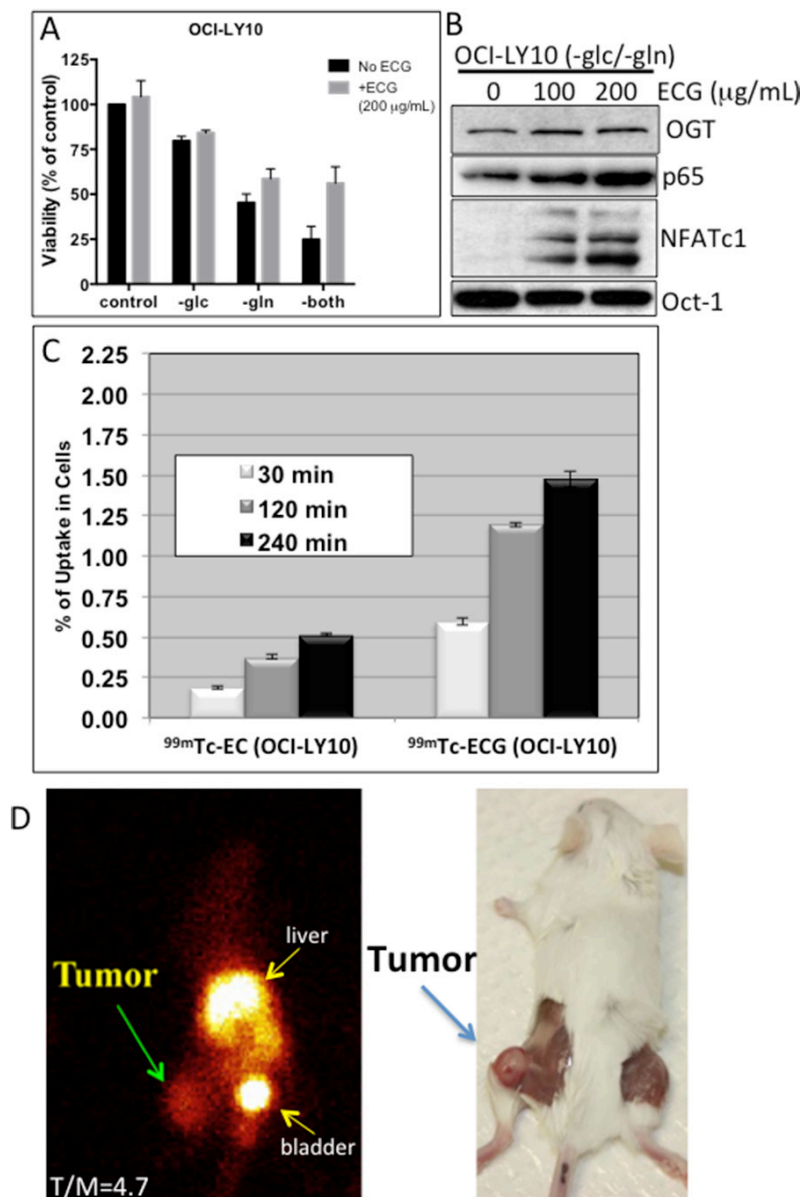 A
OCI-LY10
No ECG
+ECG
(200 µg/mL)
Viability (% of control)
125
100
75
50
25
0
control -glc -gln -both
B
OCI-LY10 (-glc/-gln)
0 100 200 ECG (µg/mL)
OGT
p65
NFATc1
Oct-1
C
% of Uptake in Cells
2.25
2.00
1.75
1.50
1.25
1.00
0.75
0.50
0.25
0.00
30 min
120 min
240 min
99mTc-EC (OCI-LY10) 99mTc-ECG (OCI-LY10)
D
liver
Tumor
bladder
T/M=4.7
Tumor